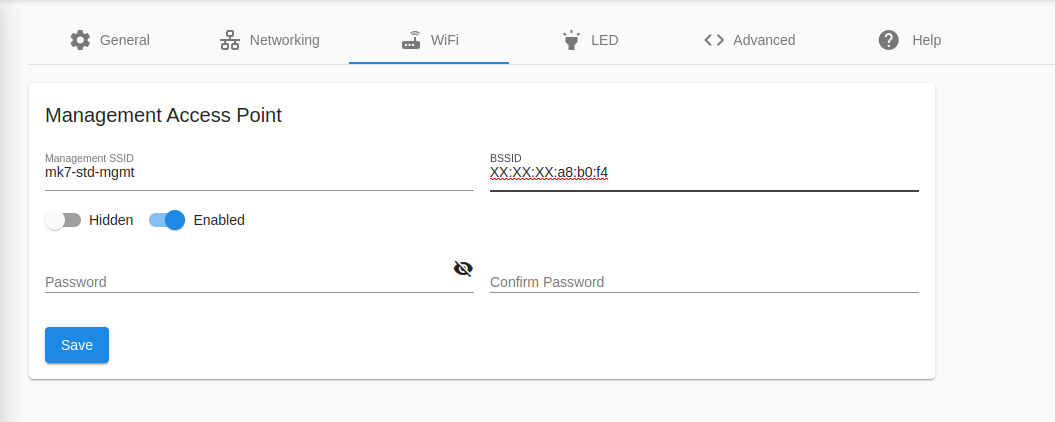 General Networking WiFi LED Advanced Help
Management Access Point
Management SSID BSSID
mk7-std-mgmt XX:XX:XX:a8:b0:f4
Hidden Enabled
Password Confirm Password
Save